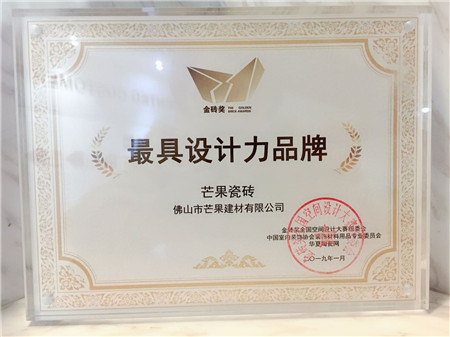 金砖奖 THE GOLDEN
BRICK AWARDS
最具设计力品牌
芒果瓷砖
佛山市芒果建材有限公司
金砖奖全国空间设计大赛组委会
中国室内装饰协会装饰材料用品专业委员会
华夏陶瓷网
二〇一九年一月